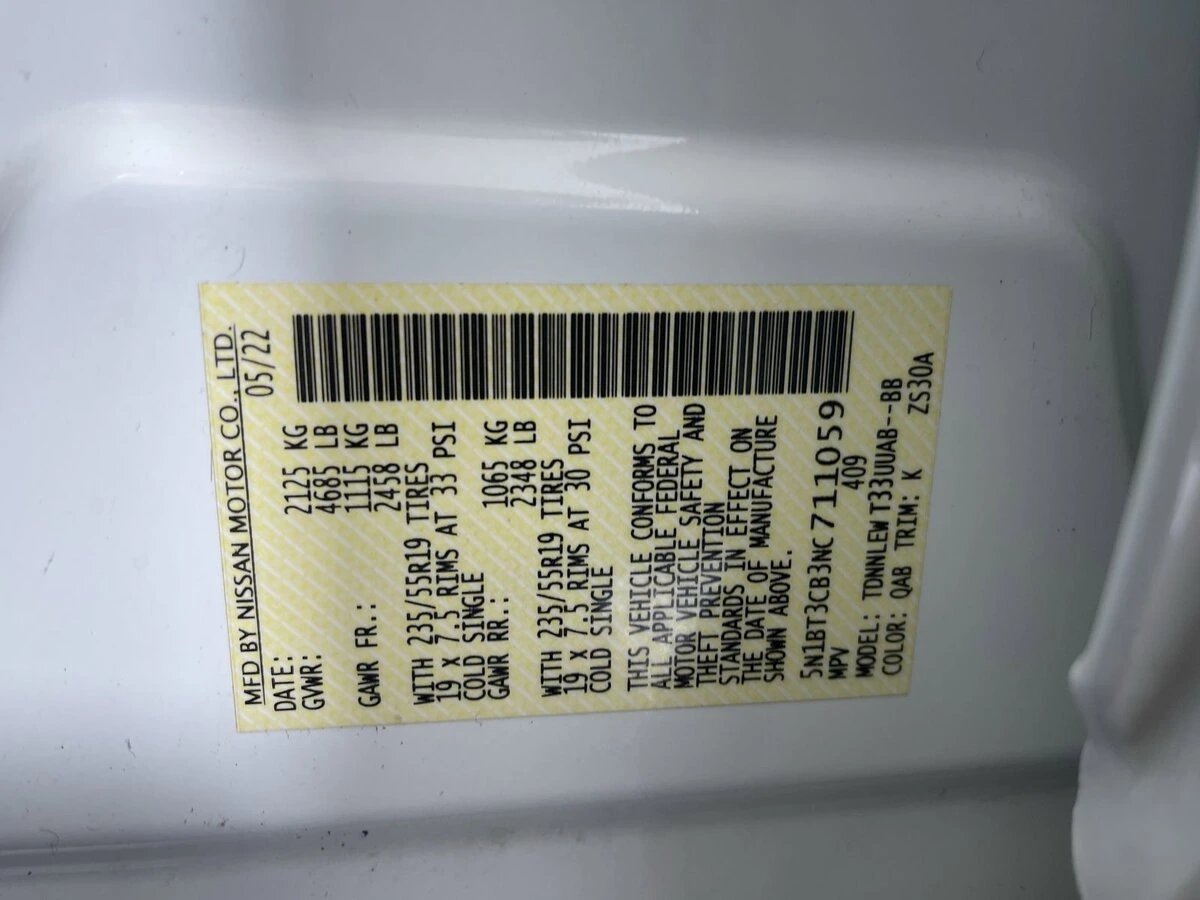 MFD BY NISSAN MOTOR CO., LTD.
DATE: 05/22
GVWR: 2125 KG
4685 LB
GAWR FR.: 1115 KG
2458 LB
WITH 235/55R19 TIRES
19 X 7.5 RIMS AT 33 PSI
COLD SINGLE
GAWR RR.: 1065 KG
2348 LB
WITH 235/55R19 TIRES
19 X 7.5 RIMS AT 30 PSI
COLD SINGLE
THIS VEHICLE CONFORMS TO
ALL APPLICABLE FEDERAL
MOTOR VEHICLE SAFETY AND
THEFT PREVENTION
STANDARDS IN EFFECT ON
THE DATE OF MANUFACTURE
SHOWN ABOVE.
5N1BT3CB3NC711059
MPV 409
MODEL: TDNNLEW T33UUAB--BB
COLOR: QAB TRIM: K ZS30A